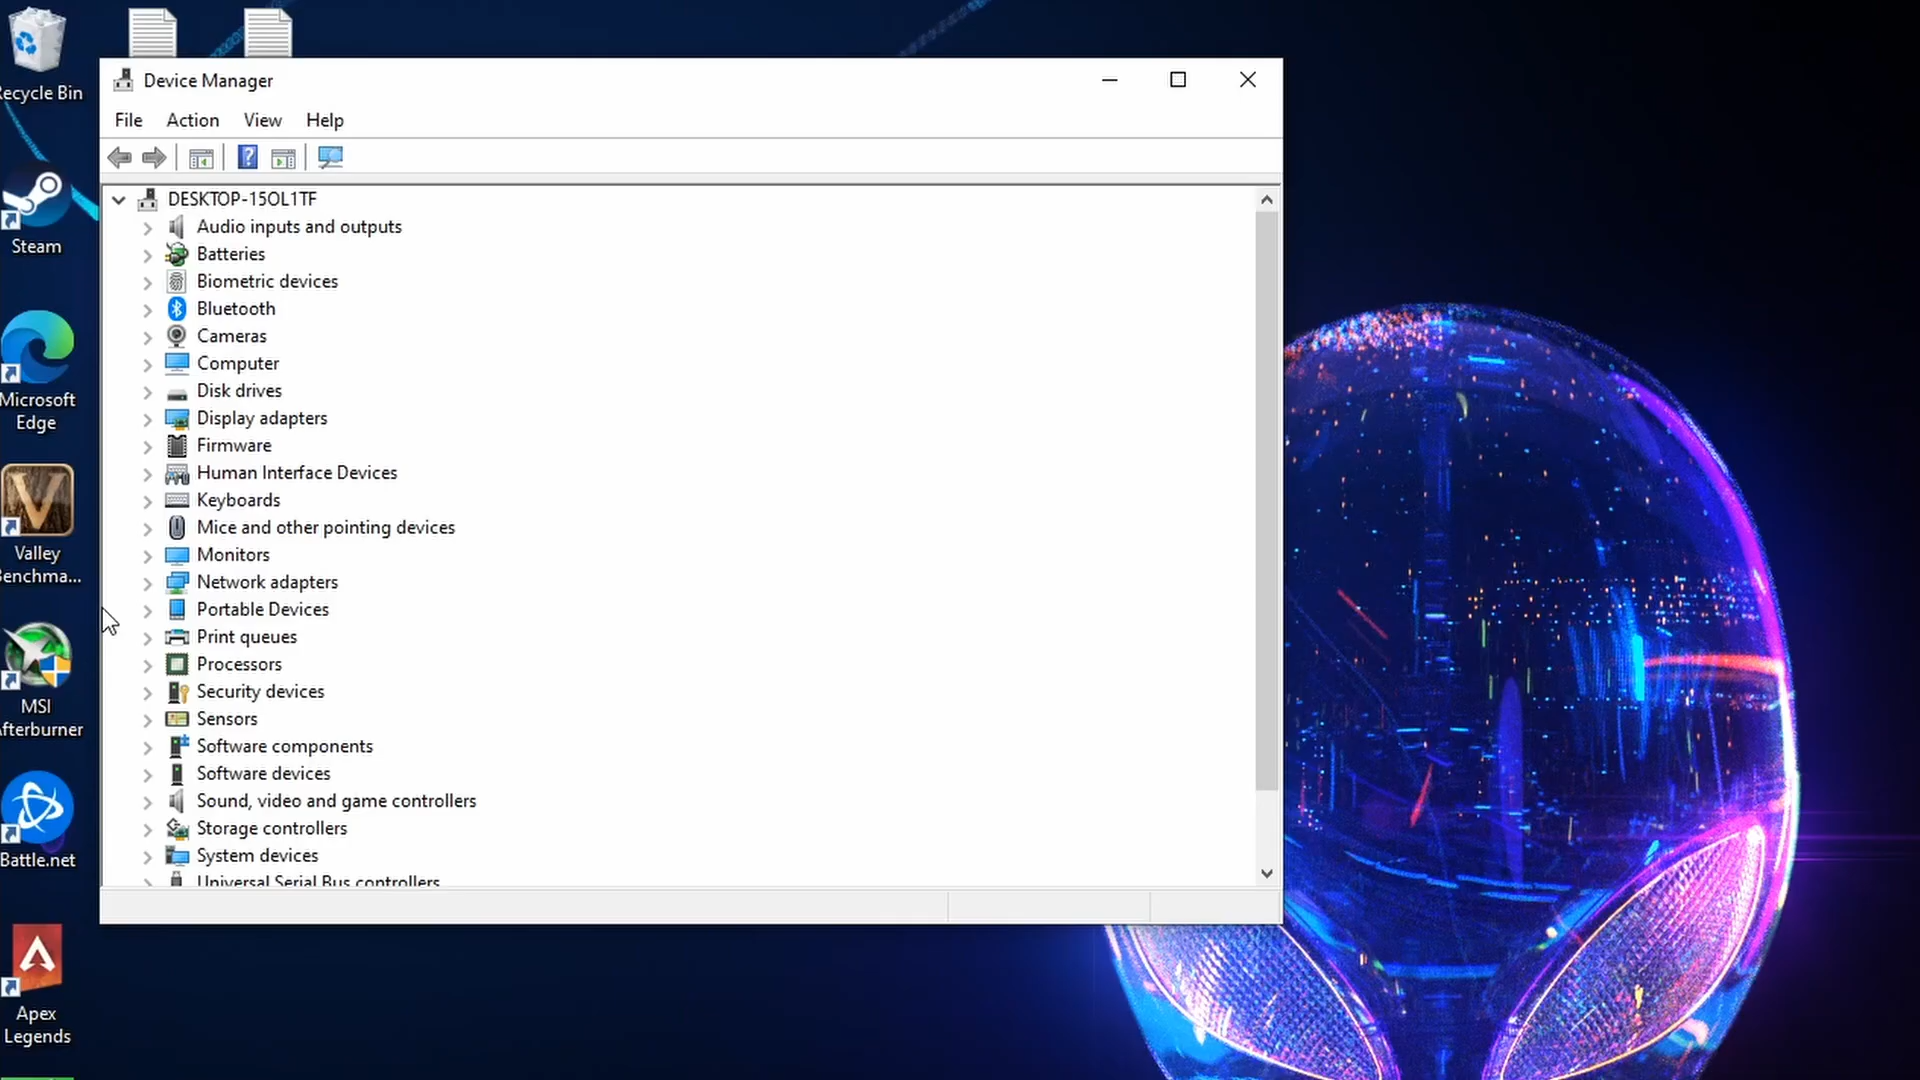 Recycle Bin
Steam
Microsoft
Edge
Valley
Benchma...
MSI
Afterburner
Battle.net
Apex
Legends
Device Manager
File Action View Help
DESKTOP-15OL1TF
Audio inputs and outputs
Batteries
Biometric devices
Bluetooth
Cameras
Computer
Disk drives
Display adapters
Firmware
Human Interface Devices
Keyboards
Mice and other pointing devices
Monitors
Network adapters
Portable Devices
Print queues
Processors
Security devices
Sensors
Software components
Software devices
Sound, video and game controllers
Storage controllers
System devices
Universal Serial Bus controllers